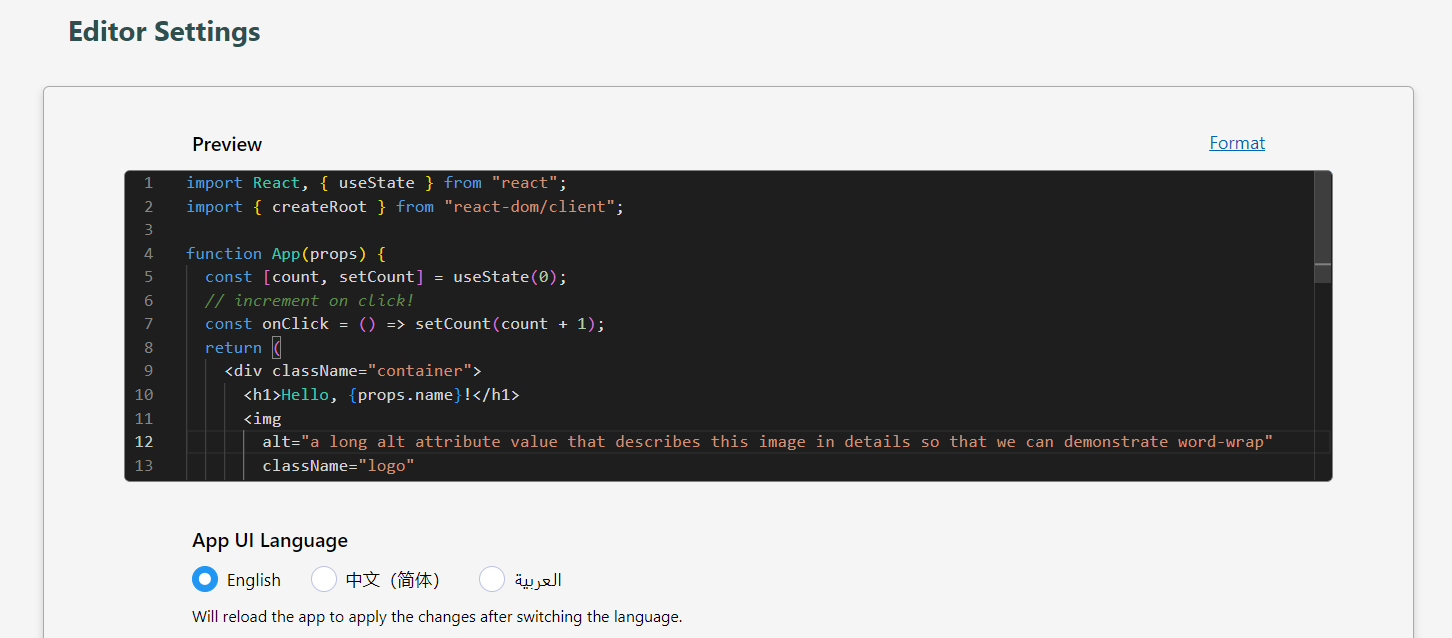 Editor Settings
Preview
Format
1 import React, { useState } from "react";
2 import { createRoot } from "react-dom/client";
3
4 function App(props) {
5   const [count, setCount] = useState(0);
6   // increment on click!
7   const onClick = () => setCount(count + 1);
8   return (
9     <div className="container">
10       <h1>Hello, {props.name}!</h1>
11       <img
12         alt="a long alt attribute value that describes this image in details so that we can demonstrate word-wrap"
13         className="logo"
App UI Language
English 中文（简体） العربية
Will reload the app to apply the changes after switching the language.